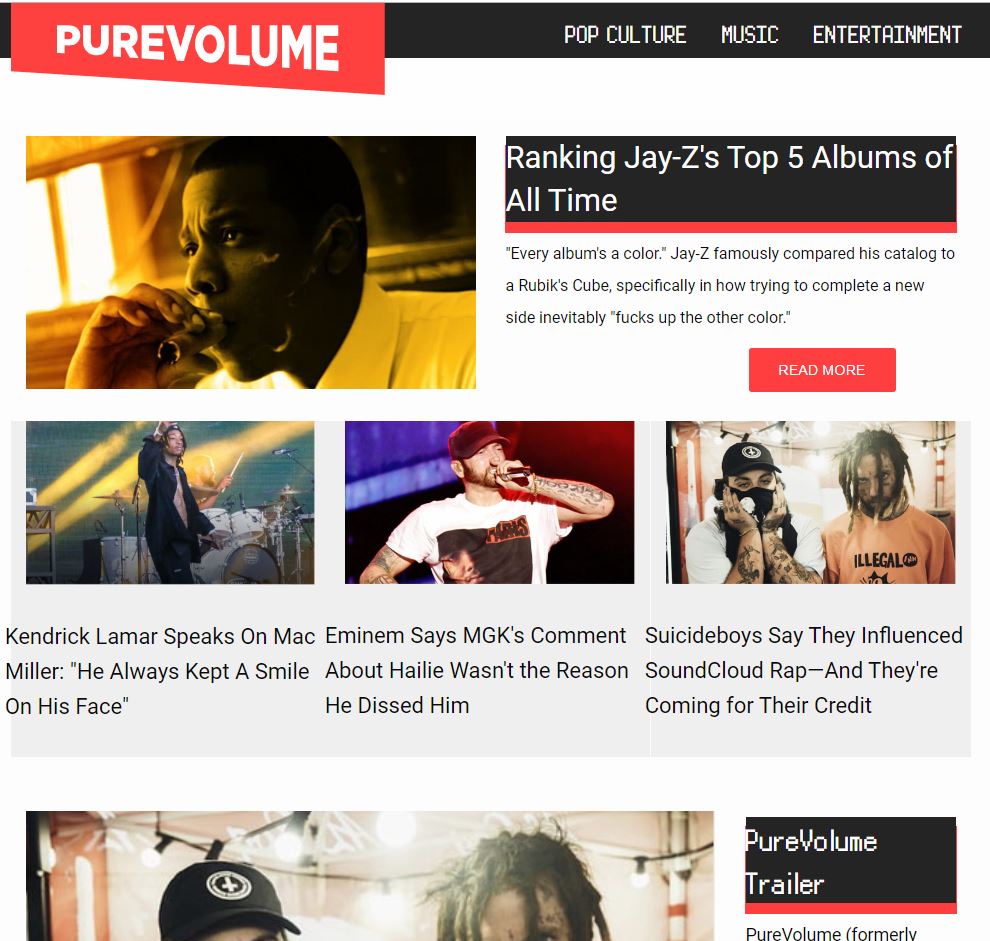 PUREVOLUME
POP CULTURE MUSIC ENTERTAINMENT
Ranking Jay-Z's Top 5 Albums of
All Time
"Every album's a color." Jay-Z famously compared his catalog to
a Rubik's Cube, specifically in how trying to complete a new
side inevitably "fucks up the other color."
READ MORE
ILLEGAL
Kendrick Lamar Speaks On Mac
Miller: "He Always Kept A Smile
On His Face"
Eminem Says MGK's Comment
About Hailie Wasn't the Reason
He Dissed Him
Suicideboys Say They Influenced
SoundCloud Rap—And They're
Coming for Their Credit
PureVolume
Trailer
PureVolume (formerly